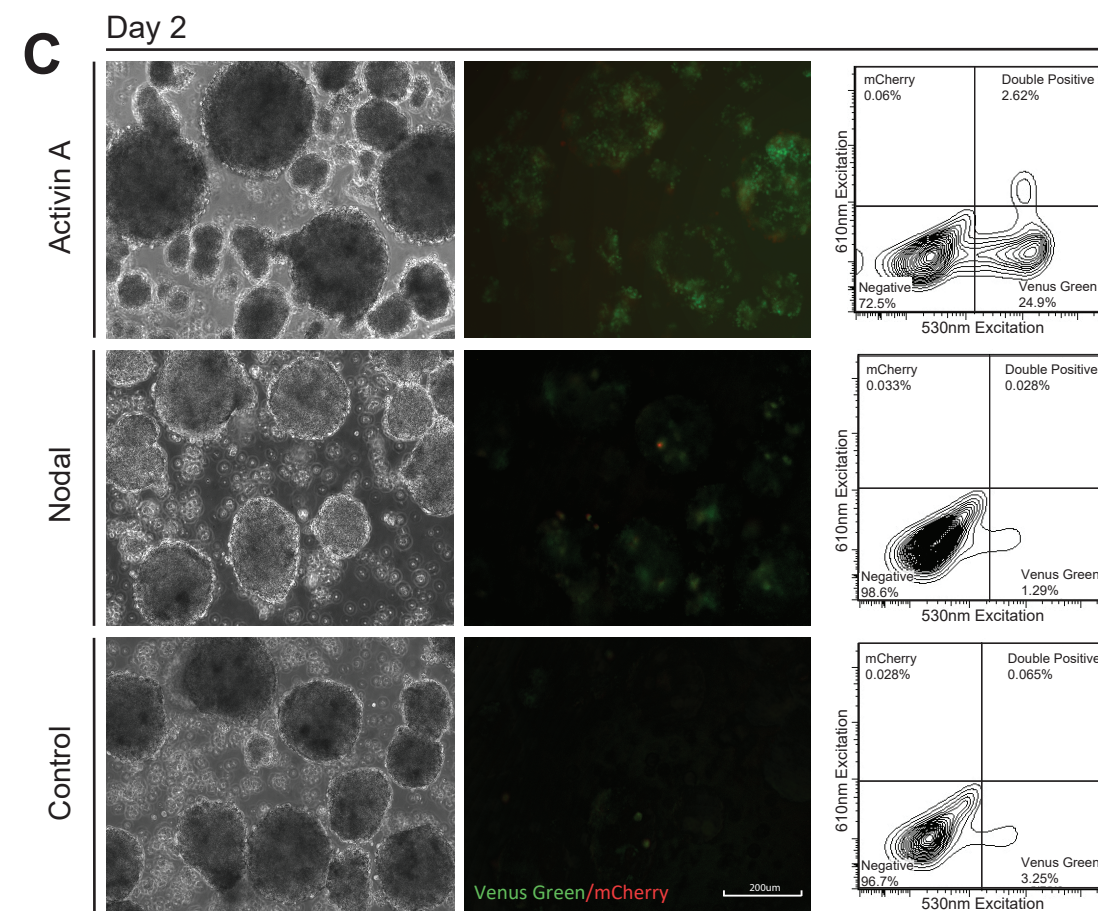 C
Day 2
Activin A
mCherry
0.06%
Double Positive
2.62%
610nm Excitation
Negative
72.5%
Venus Green
24.9%
530nm Excitation
Nodal
mCherry
0.033%
Double Positive
0.028%
610nm Excitation
Negative
98.6%
Venus Green
1.29%
530nm Excitation
Control
Venus Green/mCherry
200um
mCherry
0.028%
Double Positive
0.065%
610nm Excitation
Negative
96.7%
Venus Green
3.25%
530nm Excitation